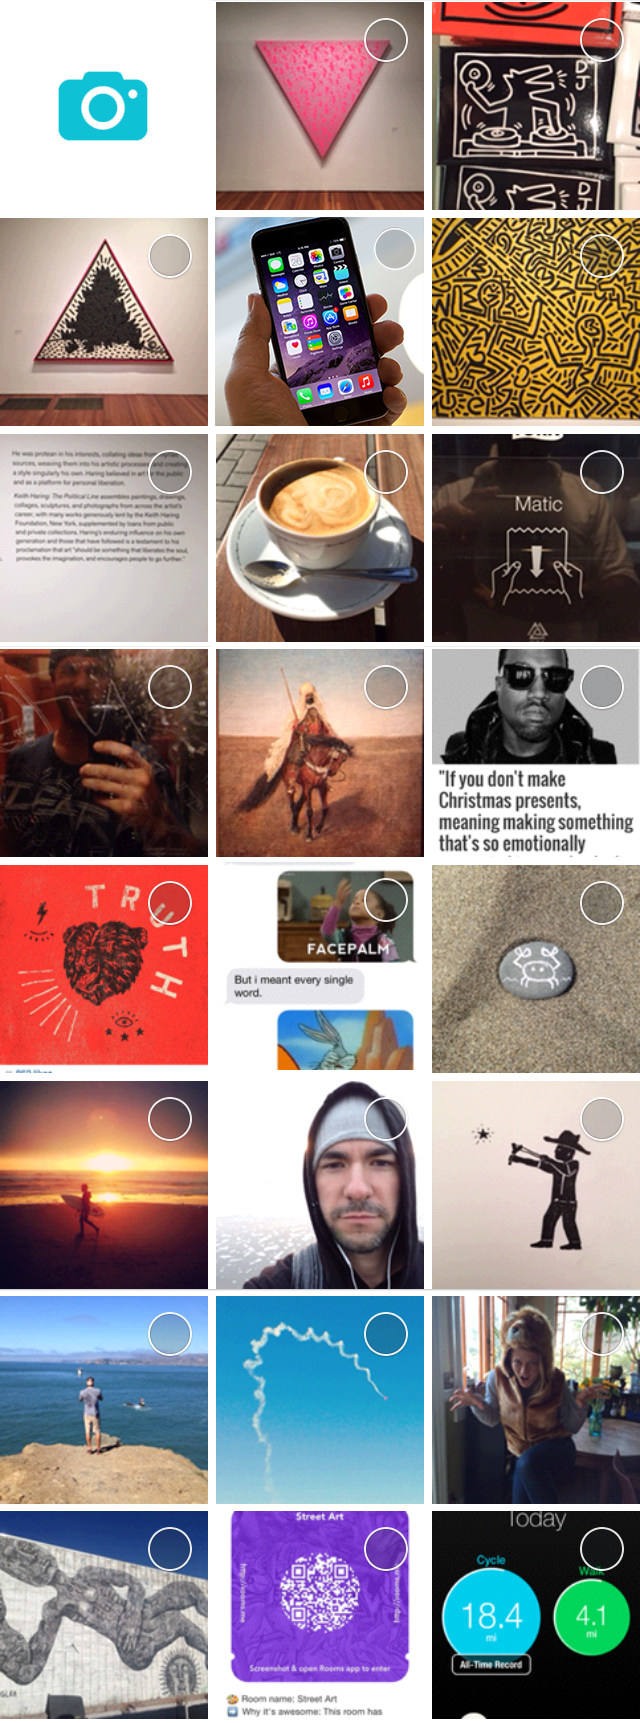 DJ
DJ
He was protean in his interests, collating ideas from
sources, weaving them into his artistic processes and creating
a style singularly his own. Haring believed in art for the public
and as a platform for personal liberation.
Keith Haring: The Political Line assembles paintings, drawings,
collages, sculptures, and photographs from across the artist's
career, with many works generously lent by the Keith Haring
Foundation, New York, supplemented by loans from public
and private collections. Haring's enduring influence on his own
generation and those that have followed is a testament to his
proclamation that art "should be something that liberates the soul,
provokes the imagination, and encourages people to go further."
Matic
"If you don't make
Christmas presents,
meaning making something
that's so emotionally
TRUTH
FACEPALM
But i meant every single
word.
Street Art
Screenshot & open Rooms app to enter
Room name: Street Art
Why it's awesome: This room has
Today
Cycle
Walk
18.4
mi
4.1
mi
All-Time Record